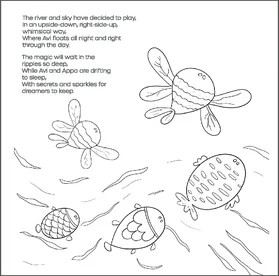 The river and sky have decided to play,
In an upside-down, right-side-up,
whimsical way,
Where Avi floats all night and right
through the day.
The magic will wait in the
ripples so deep,
While Avi and Appa are drifting
to sleep,
With secrets and sparkles for
dreamers to keep.